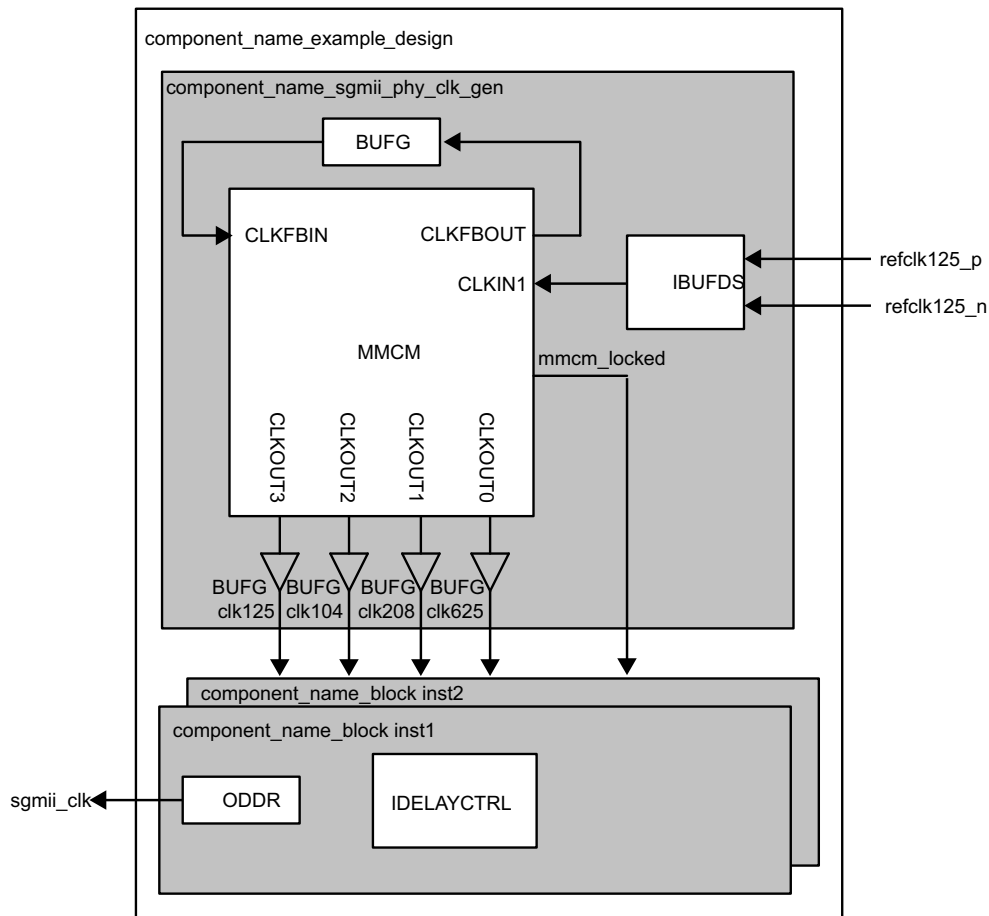 component_name_example_design
component_name_sgmii_phy_clk_gen
BUFG
CLKFBIN
CLKFBOUT
CLKIN1
IBUFDS
refclk125_p
refclk125_n
MMCM
mmcm_locked
CLKOUT3
CLKOUT2
CLKOUT1
CLKOUT0
BUFG
clk125
BUFG
clk104
BUFG
clk208
BUFG
clk625
component_name_block inst2
component_name_block inst1
sgmii_clk
ODDR
IDELAYCTRL